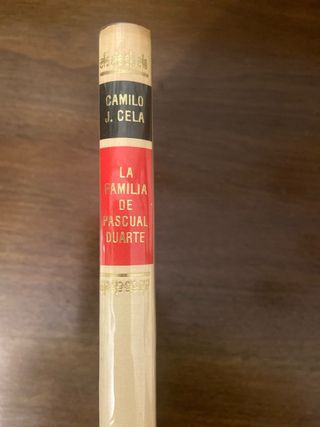 CAMILO
J. CELA
LA
FAMILIA
DE
PASCUAL
DUARTE